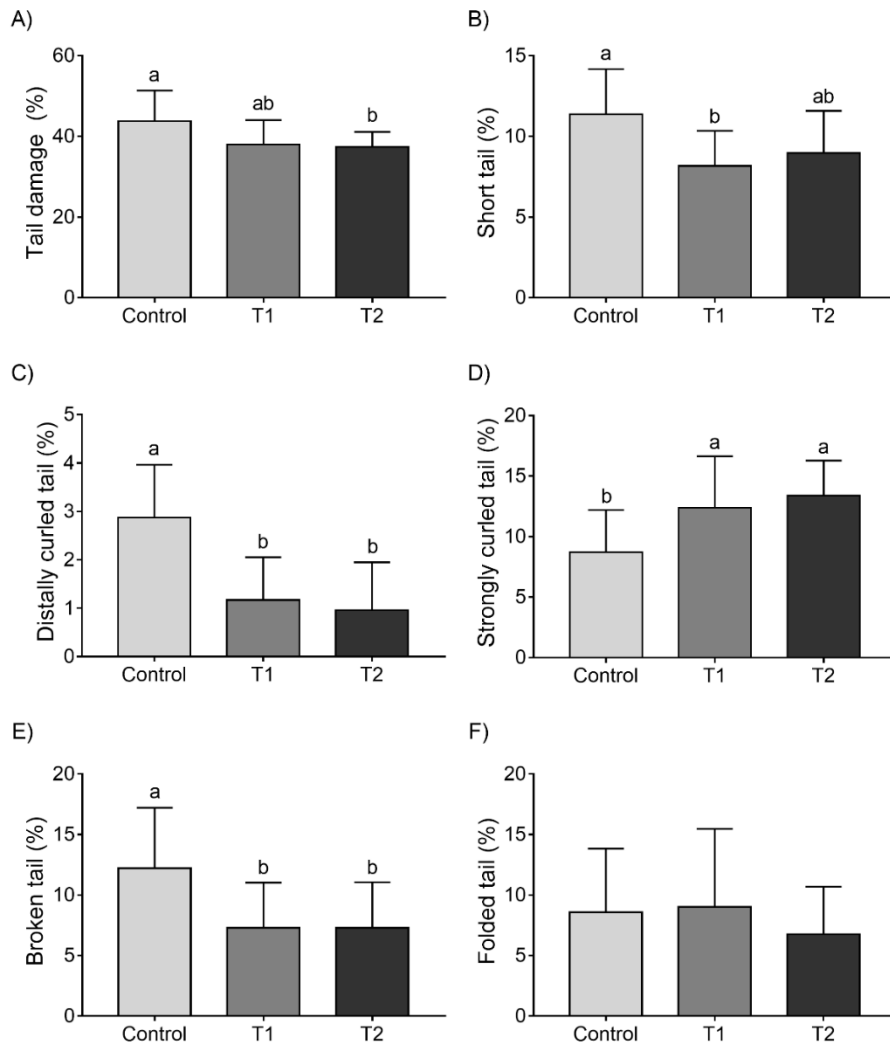 A)
Tail damage (%)
60
40
20
0
a
ab
b
Control T1 T2
B)
Short tail (%)
15
10
5
0
a
b
ab
Control T1 T2
C)
Distally curled tail (%)
5
4
3
2
1
0
a
b
b
Control T1 T2
D)
Strongly curled tail (%)
20
15
10
5
0
b
a
a
Control T1 T2
E)
Broken tail (%)
20
15
10
5
0
a
b
b
Control T1 T2
F)
Folded tail (%)
20
15
10
5
0
Control T1 T2